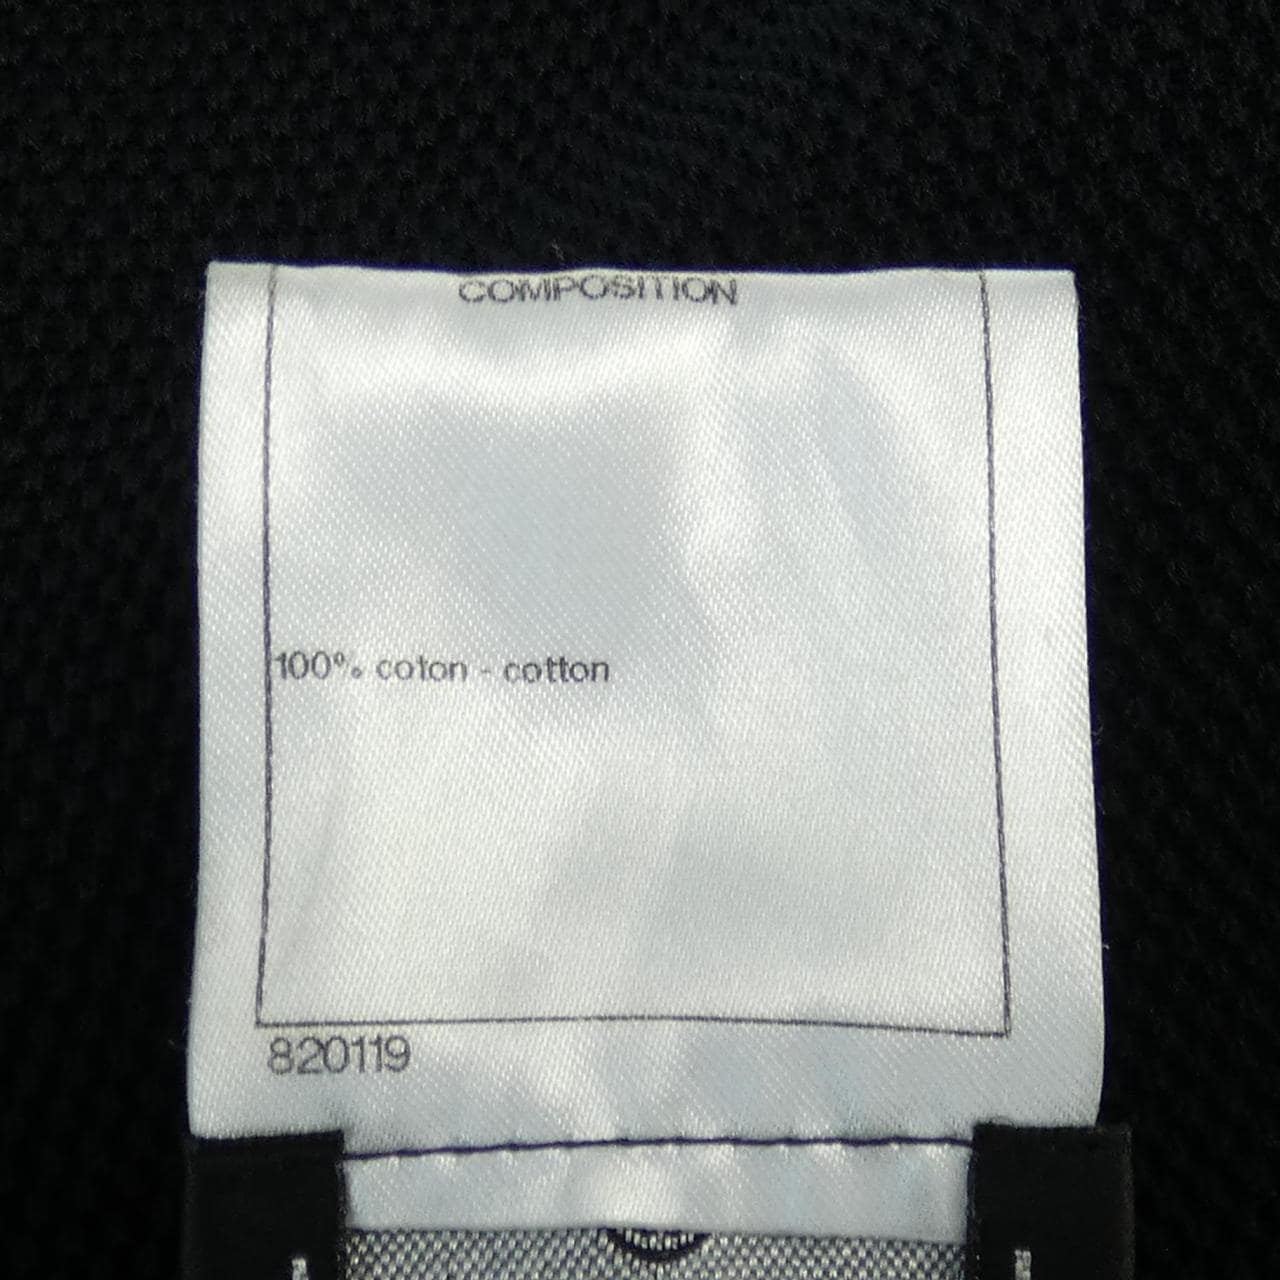 COMPOSITION
100% coton - cotton
820119